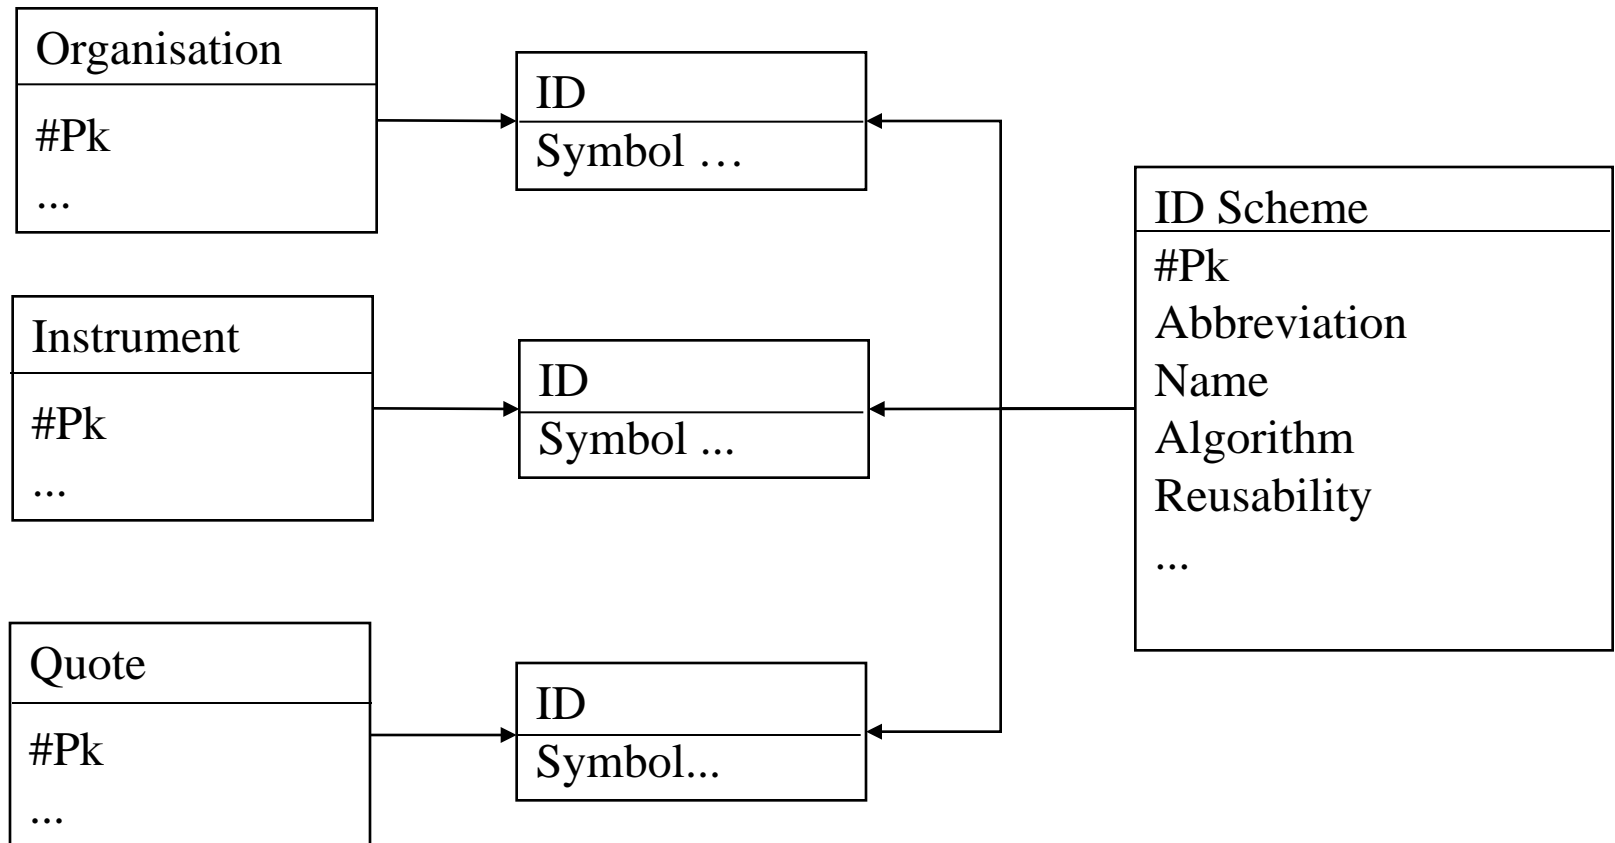 Organisation
#Pk
...
ID
Symbol …
Instrument
#Pk
...
ID
Symbol ...
Quote
#Pk
...
ID
Symbol...
ID Scheme
#Pk
Abbreviation
Name
Algorithm
Reusability
...